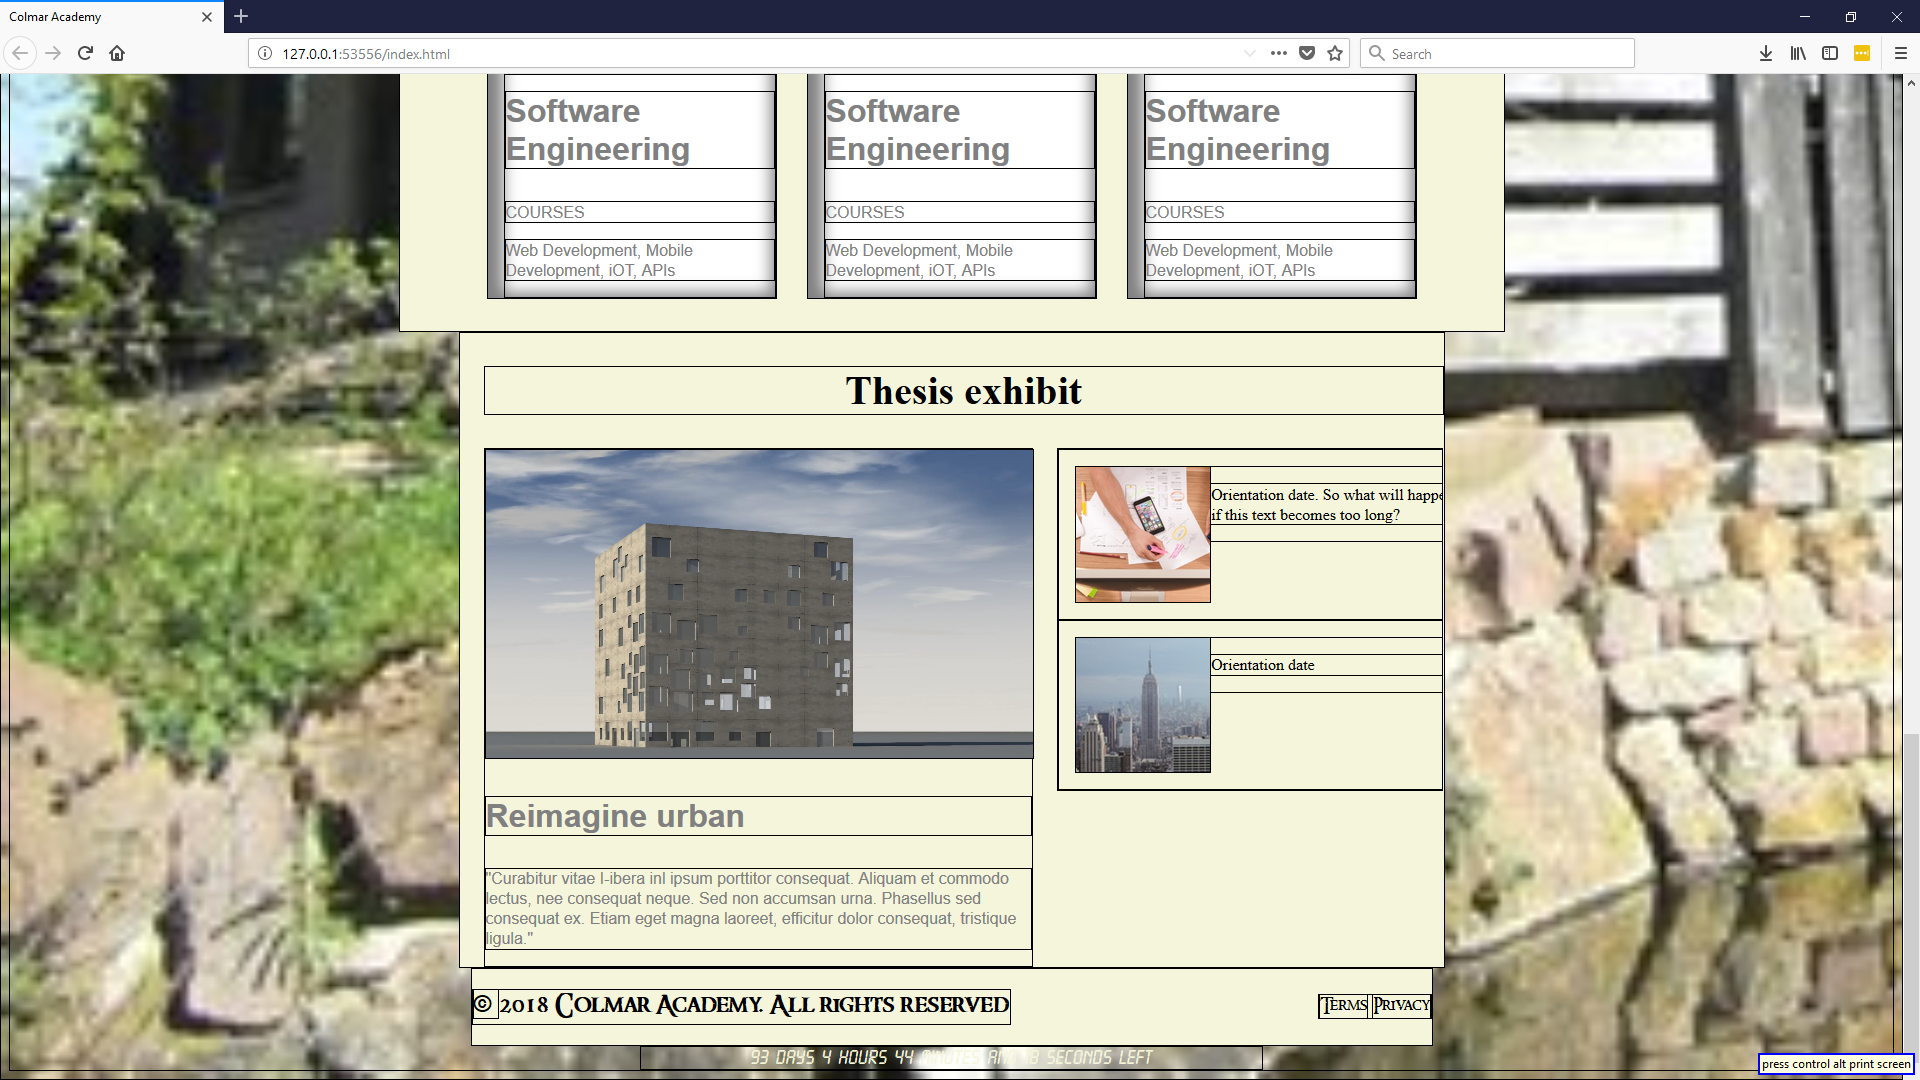 Colmar Academy
127.0.0.1:53556/index.html
Search
Software Software Software
Engineering Engineering Engineering
COURSES COURSES COURSES
Web Development, Mobile Web Development, Mobile Web Development, Mobile
Development, iOT, APIs Development, iOT, APIs Development, iOT, APIs
Thesis exhibit
Orientation date. So what will happe
if this text becomes too long?
Orientation date
Reimagine urban
"Curabitur vitae l-ibera inl ipsum porttitor consequat. Aliquam et commodo
lectus, nee consequat neque. Sed non accumsan urna. Phasellus sed
consequat ex. Etiam eget magna laoreet, efficitur dolor consequat, tristique
ligula."
© 2018 Colmar Academy. All rights reserved Terms Privacy
93 DAYS 4 HOURS 44 MINUTES AND SECONDS LEFT
press control alt print screen